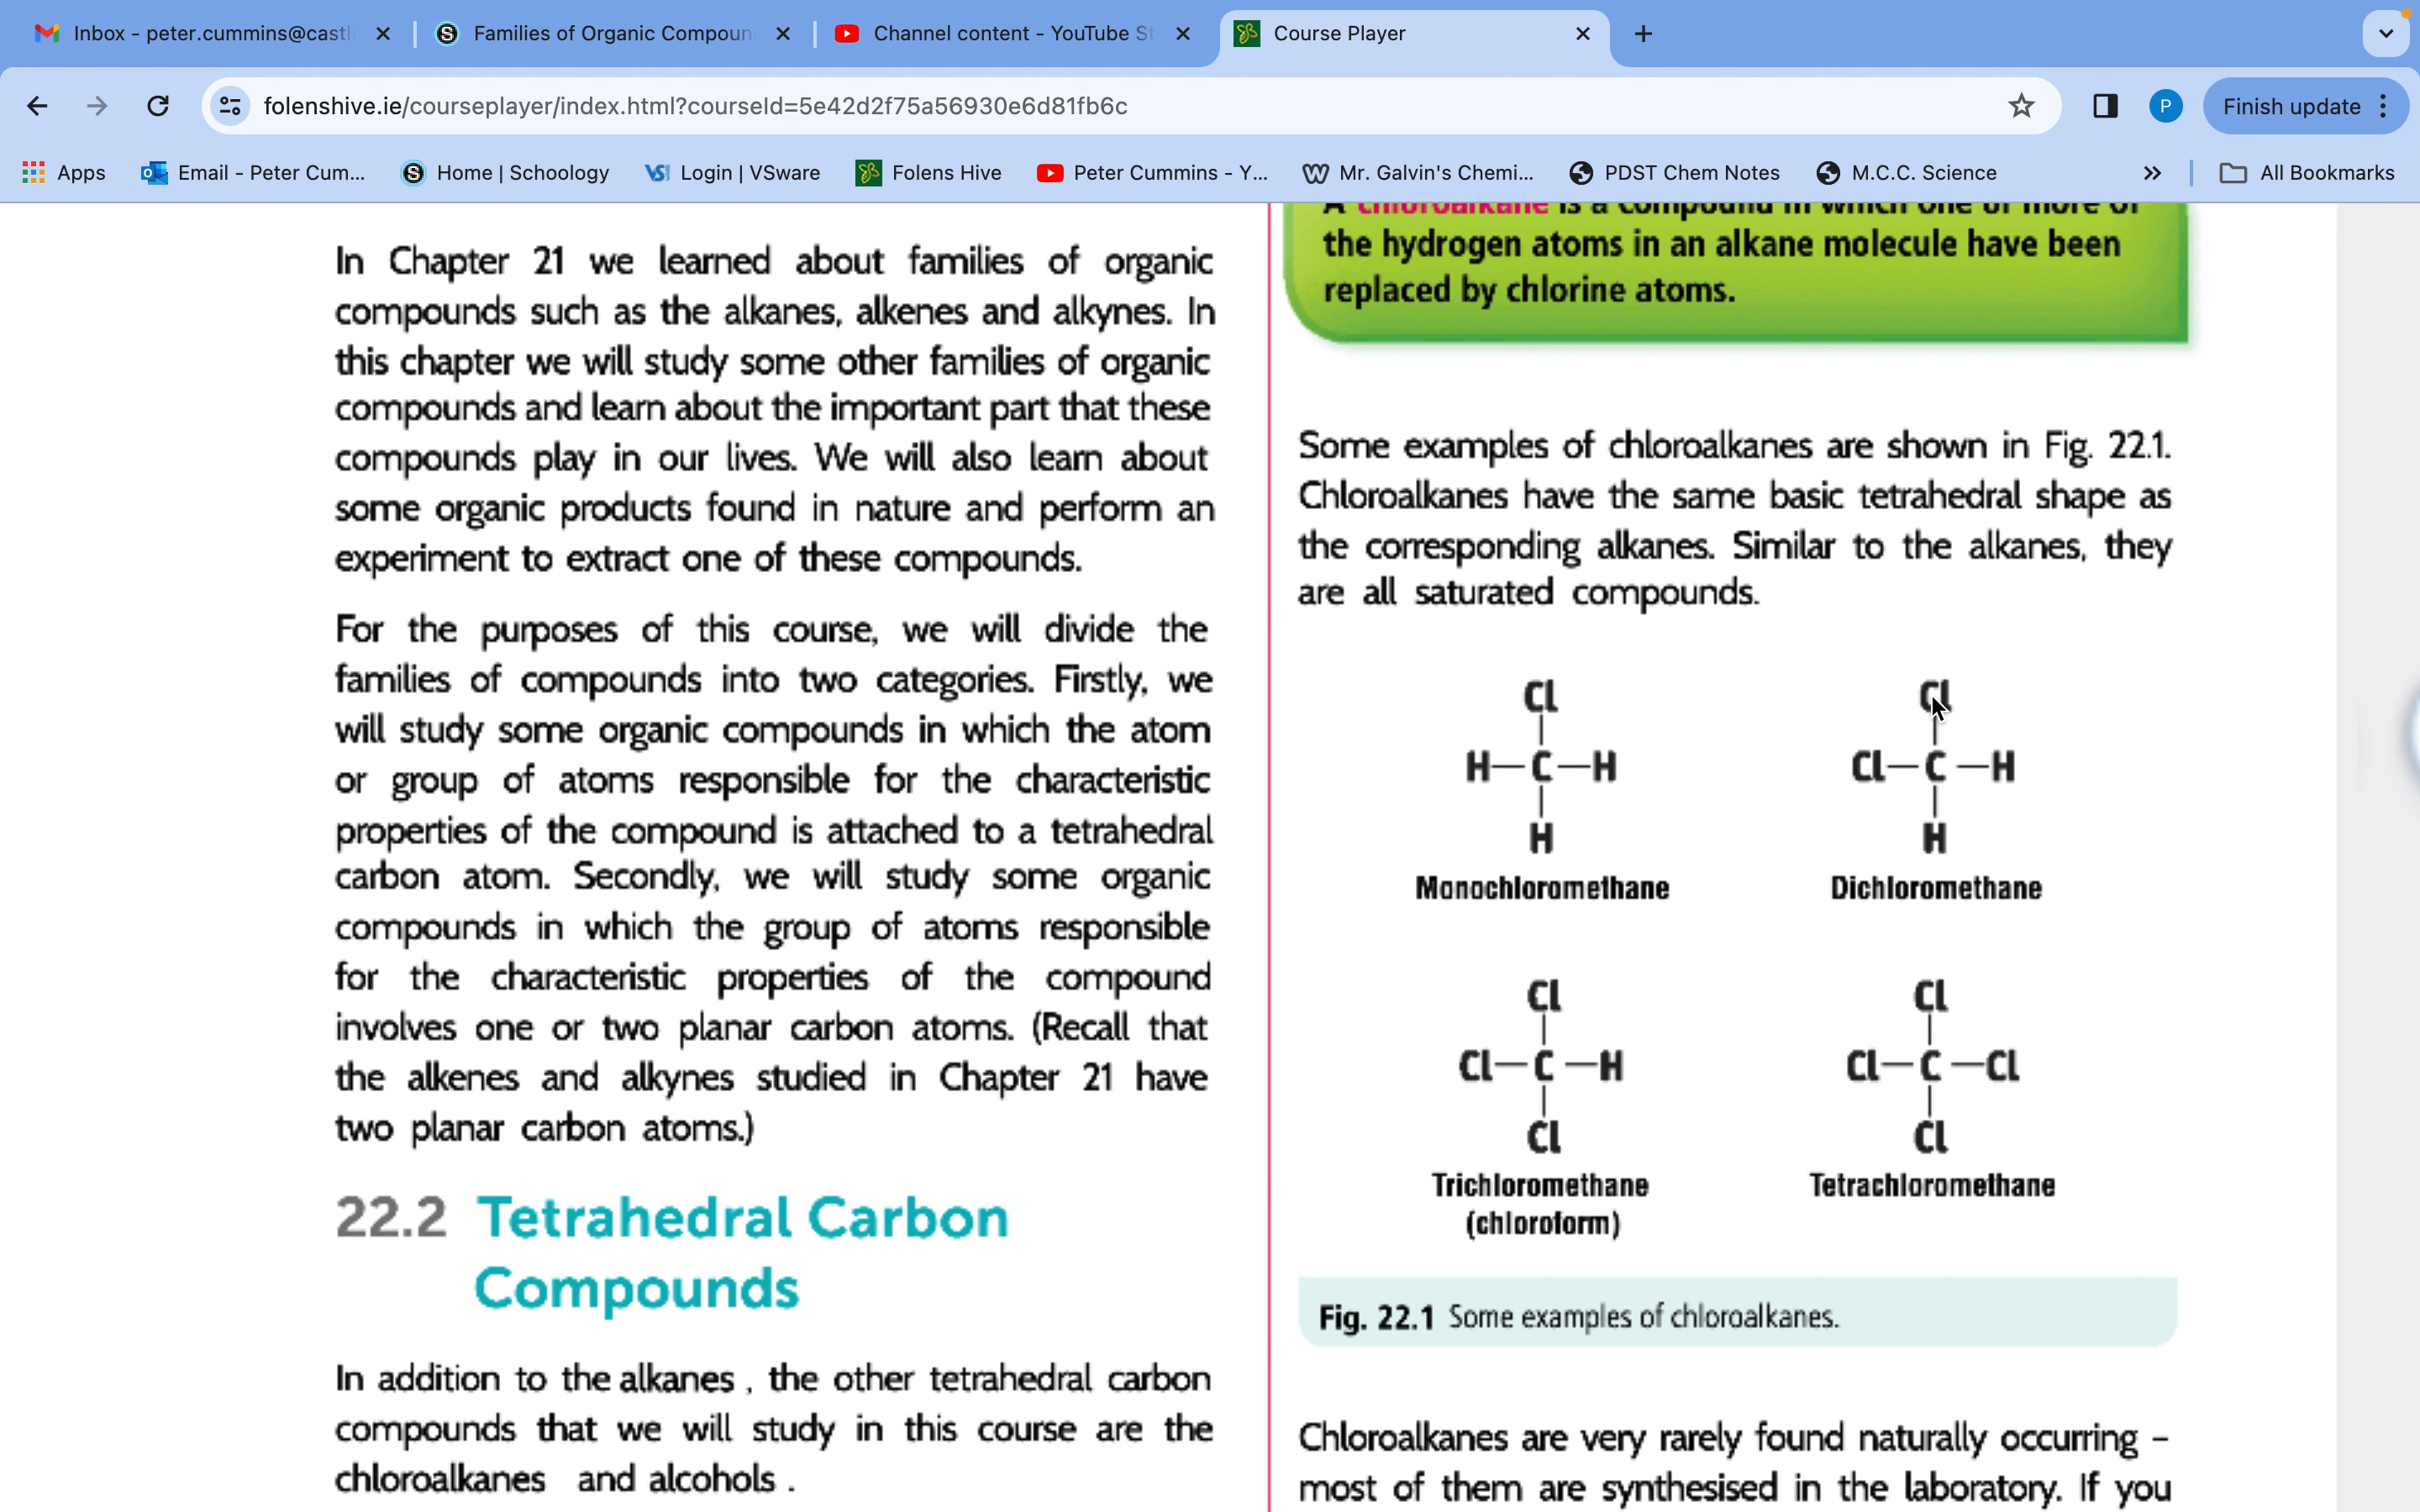 Inbox - peter.cummins@castl
Families of Organic Compoun
Channel content - YouTube St
Course Player
folenshive.ie/courseplayer/index.html?courseId=5e42d2f75a56930e6d81fb6c
P
Finish update
Apps
Email - Peter Cum...
Home | Schoology
Login | VSware
Folens Hive
Peter Cummins - Y...
Mr. Galvin's Chemi...
PDST Chem Notes
M.C.C. Science
All Bookmarks
In Chapter 21 we learned about families of organic
compounds such as the alkanes, alkenes and alkynes. In
this chapter we will study some other families of organic
compounds and learn about the important part that these
compounds play in our lives. We will also learn about
some organic products found in nature and perform an
experiment to extract one of these compounds.
For the purposes of this course, we will divide the
families of compounds into two categories. Firstly, we
will study some organic compounds in which the atom
or group of atoms responsible for the characteristic
properties of the compound is attached to a tetrahedral
carbon atom. Secondly, we will study some organic
compounds in which the group of atoms responsible
for the characteristic properties of the compound
involves one or two planar carbon atoms. (Recall that
the alkenes and alkynes studied in Chapter 21 have
two planar carbon atoms.)
22.2 Tetrahedral Carbon
Compounds
In addition to the alkanes , the other tetrahedral carbon
compounds that we will study in this course are the
chloroalkanes and alcohols .
A chloroalkane is a compound in which one or more of
the hydrogen atoms in an alkane molecule have been
replaced by chlorine atoms.
Some examples of chloroalkanes are shown in Fig. 22.1.
Chloroalkanes have the same basic tetrahedral shape as
the corresponding alkanes. Similar to the alkanes, they
are all saturated compounds.
Cl
H—C—H
H
Monochloromethane
Cl
Cl—C—H
H
Dichloromethane
Cl
Cl—C—H
Cl
Trichloromethane
(chloroform)
Cl
Cl—C—Cl
Cl
Tetrachloromethane
Fig. 22.1 Some examples of chloroalkanes.
Chloroalkanes are very rarely found naturally occurring –
most of them are synthesised in the laboratory. If you